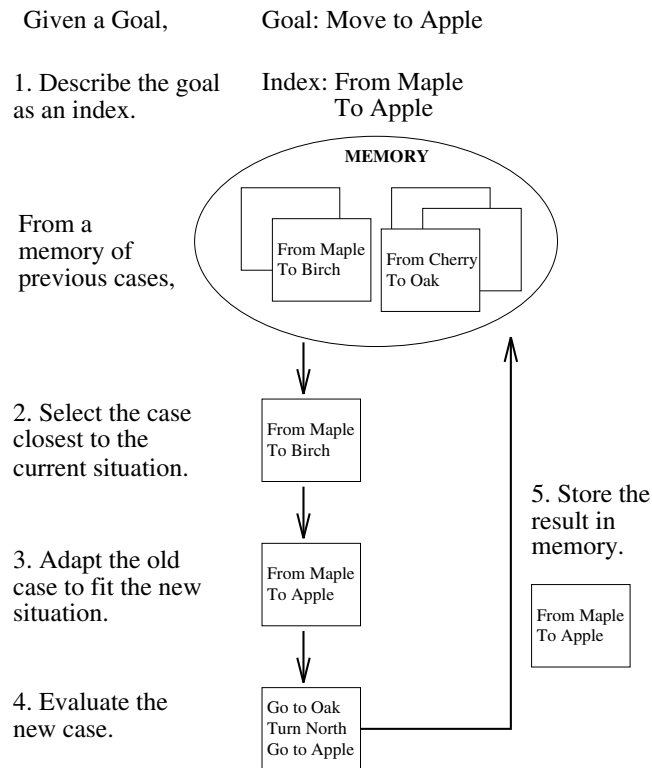 Given a Goal,
Goal: Move to Apple
1. Describe the goal
as an index.
Index: From Maple
To Apple
MEMORY
From a
memory of
previous cases,
From Maple
To Birch
From Cherry
To Oak
2. Select the case
closest to the
current situation.
From Maple
To Birch
3. Adapt the old
case to fit the new
situation.
From Maple
To Apple
4. Evaluate the
new case.
Go to Oak
Turn North
Go to Apple
5. Store the
result in
memory.
From Maple
To Apple